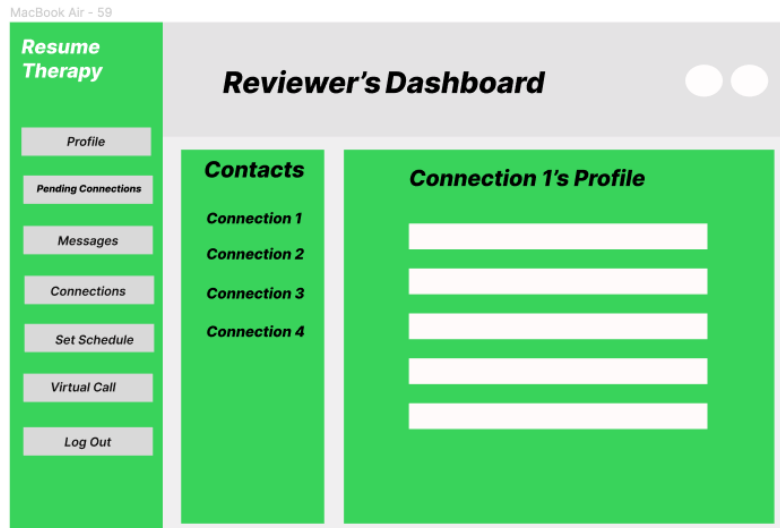 MacBook Air - 59
Resume
Therapy
Reviewer's Dashboard
Profile
Pending Connections
Messages
Connections
Set Schedule
Virtual Call
Log Out
Contacts
Connection 1
Connection 2
Connection 3
Connection 4
Connection 1's Profile